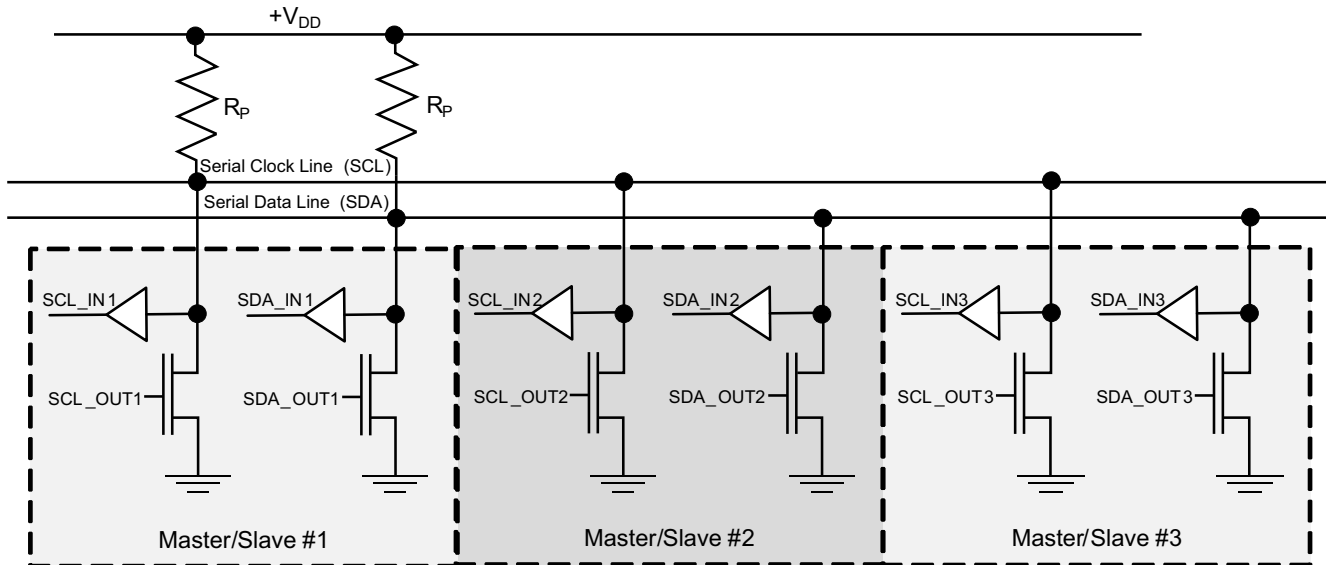 +VDD
RP
RP
Serial Clock Line (SCL)
Serial Data Line (SDA)
SCL_IN1
SDA_IN1
SCL_IN2
SDA_IN2
SCL_IN3
SDA_IN3
SCL_OUT1
SDA_OUT1
SCL_OUT2
SDA_OUT2
SCL_OUT3
SDA_OUT3
Master/Slave #1
Master/Slave #2
Master/Slave #3